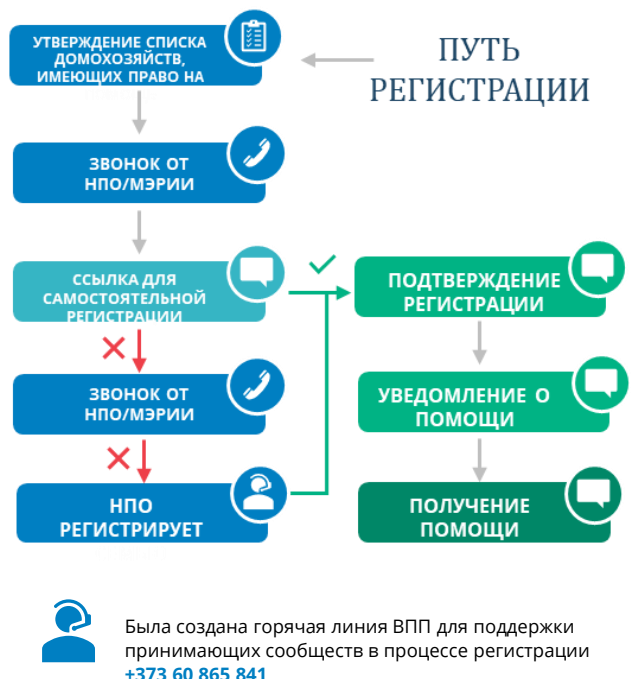 ПУТЬ
РЕГИСТРАЦИИ
УТВЕРЖДЕНИЕ СПИСКА
ДОМОХОЗЯЙСТВ,
ИМЕЮЩИХ ПРАВО НА
ЗВОНОК ОТ
НПО/МЭРИИ
ССЫЛКА ДЛЯ
САМОСТОЯТЕЛЬНОЙ
РЕГИСТРАЦИИ
ЗВОНОК ОТ
НПО/МЭРИИ
НПО
РЕГИСТРИРУЕТ
ПОДТВЕРЖДЕНИЕ
РЕГИСТРАЦИИ
УВЕДОМЛЕНИЕ О
ПОМОЩИ
ПОЛУЧЕНИЕ
ПОМОЩИ
Была создана горячая линия ВПП для поддержки
принимающих сообществ в процессе регистрации
+373 60 865 841